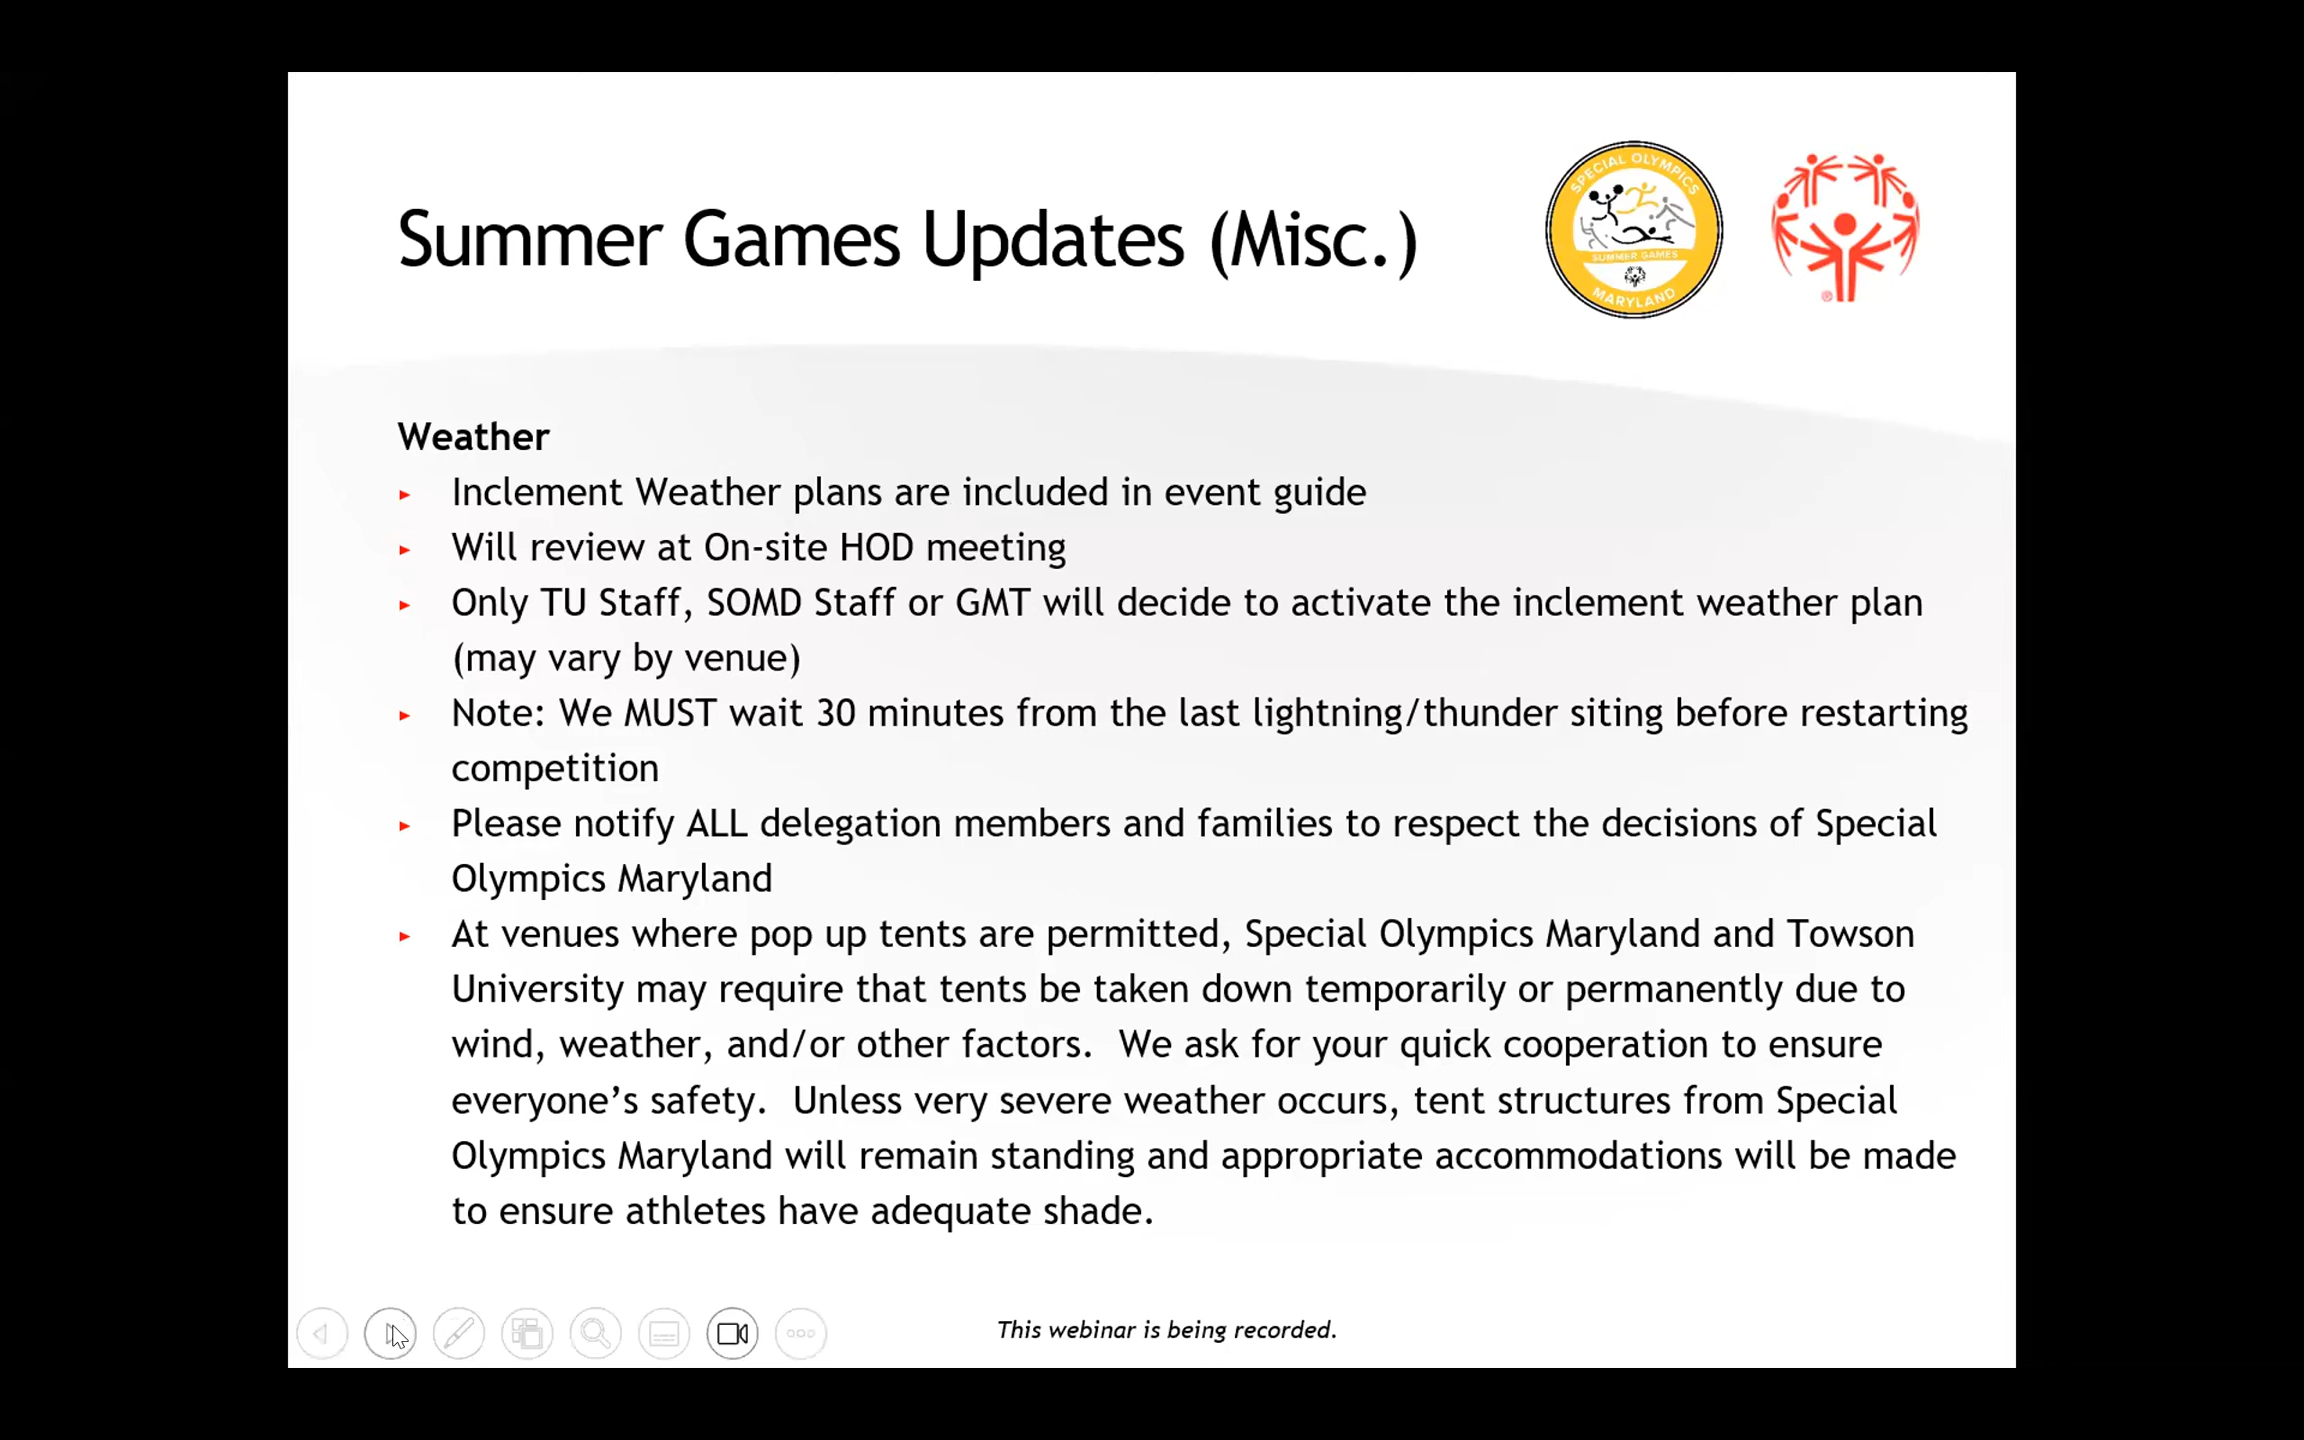 Summer Games Updates (Misc.)
SPECIAL OLYMPICS
SUMMER GAMES
MARYLAND
®
Weather
Inclement Weather plans are included in event guide
Will review at On-site HOD meeting
Only TU Staff, SOMD Staff or GMT will decide to activate the inclement weather plan
(may vary by venue)
Note: We MUST wait 30 minutes from the last lightning/thunder siting before restarting
competition
Please notify ALL delegation members and families to respect the decisions of Special
Olympics Maryland
At venues where pop up tents are permitted, Special Olympics Maryland and Towson
University may require that tents be taken down temporarily or permanently due to
wind, weather, and/or other factors.  We ask for your quick cooperation to ensure
everyone’s safety.  Unless very severe weather occurs, tent structures from Special
Olympics Maryland will remain standing and appropriate accommodations will be made
to ensure athletes have adequate shade.
This webinar is being recorded.